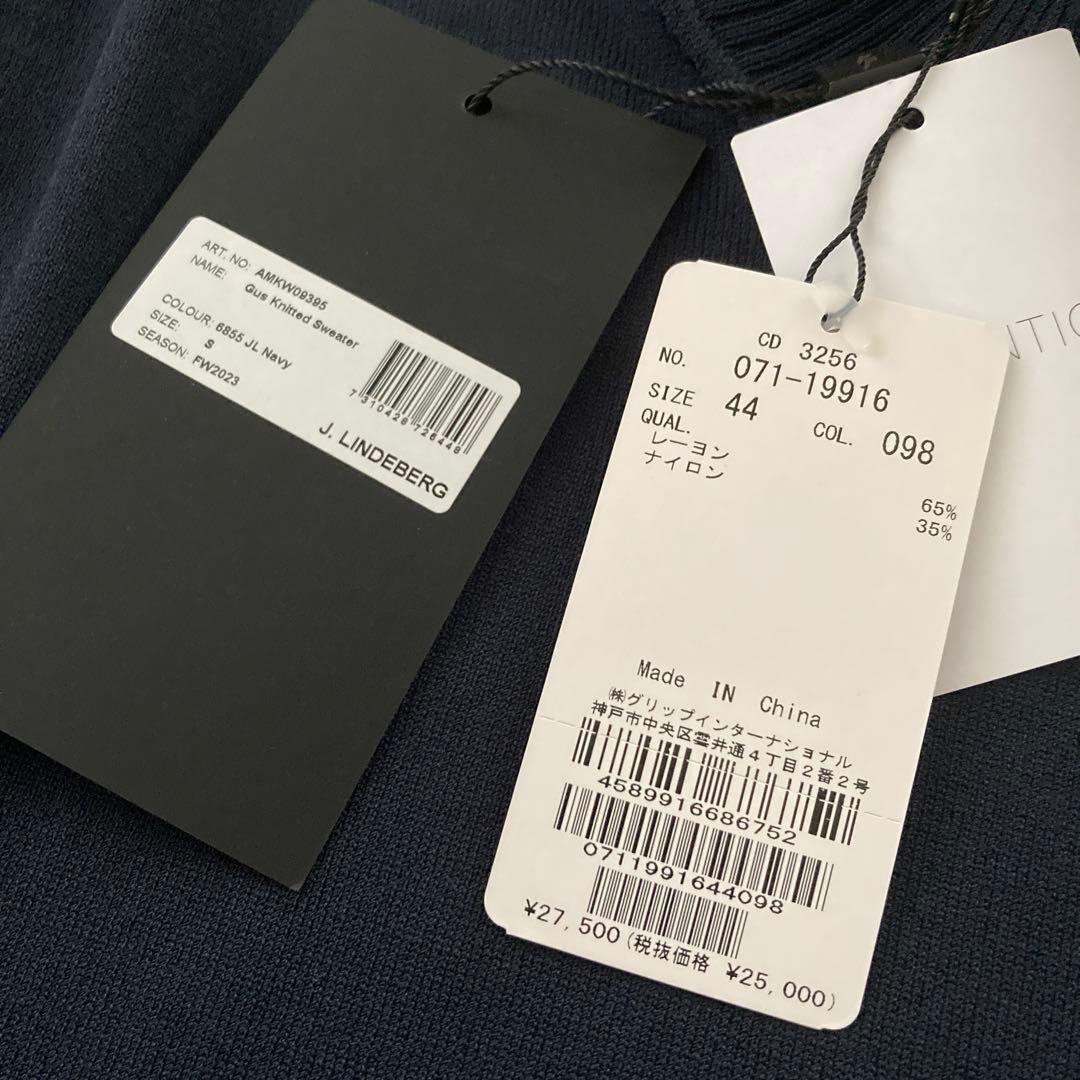 ART. NO: AMKW09395
NAME: Gus Knitted Sweater
COLOUR: 6855 JL Navy
SIZE: S
SEASON: FW2023
7 310428 726448
J. LINDEBERG
CD 3256
NO. 071-19916
SIZE 44 COL. 098
QUAL.
レーヨン 65%
ナイロン 35%
Made IN China
㈱グリップインターナショナル
神戸市中央区雲井通4丁目2番2号
4589916686752
0711991644098
¥27,500(税抜価格 ¥25,000)